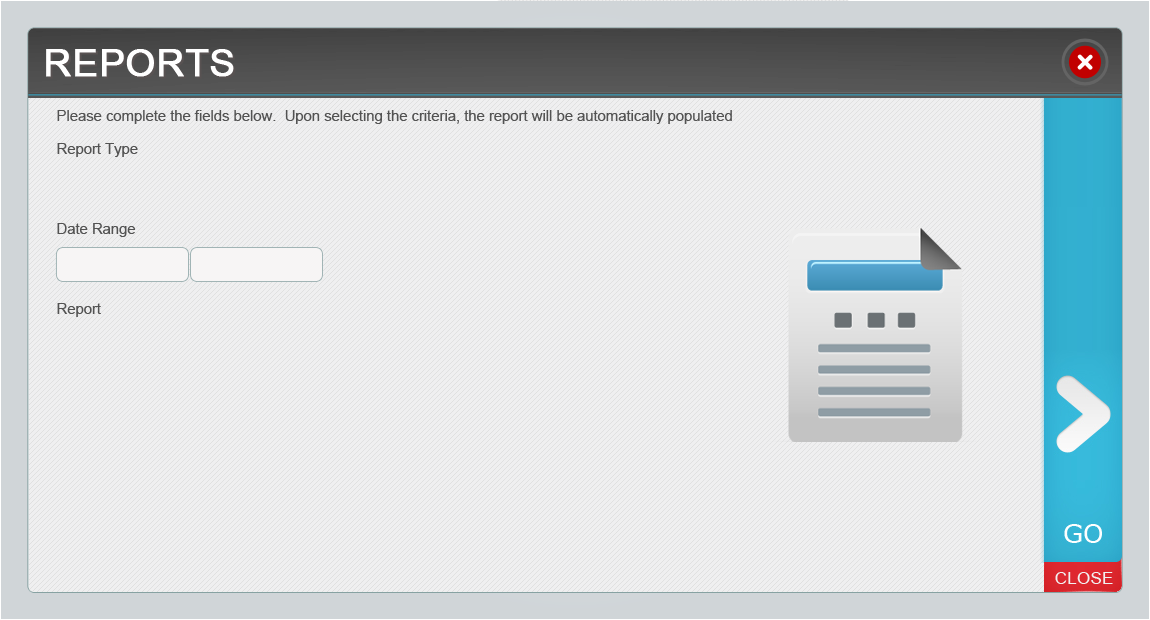 REPORTS
Please complete the fields below.  Upon selecting the criteria, the report will be automatically populated
Report Type
Date Range
Report
GO
CLOSE